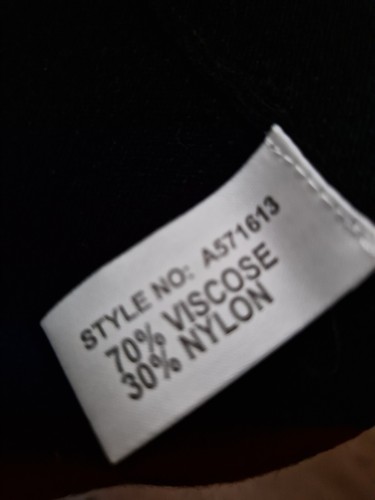 STYLE NO: A571613
70% VISCOSE
30% NYLON